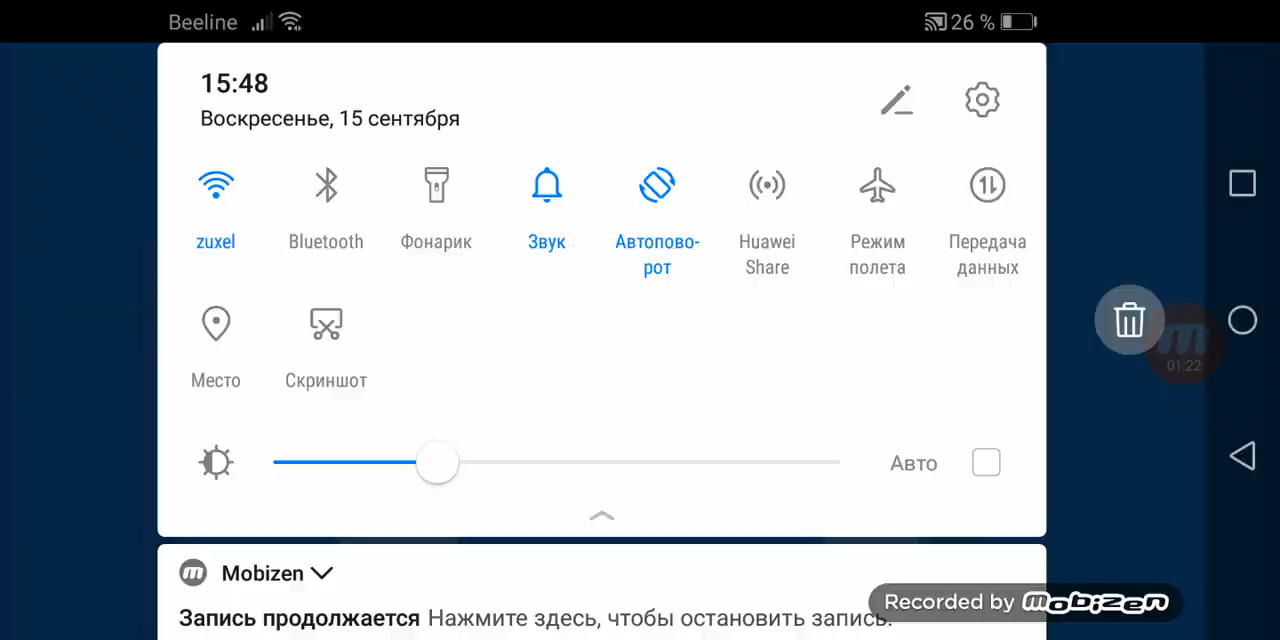 Beeline
26 %
15:48
Воскресенье, 15 сентября
zuxel
Bluetooth
Фонарик
Звук
Автопово-
рот
Huawei
Share
Режим
полета
Передача
данных
Место
Скриншот
01:22
Авто
Mobizen
Запись продолжается Нажмите здесь, чтобы остановить запись.
Recorded by mobizen